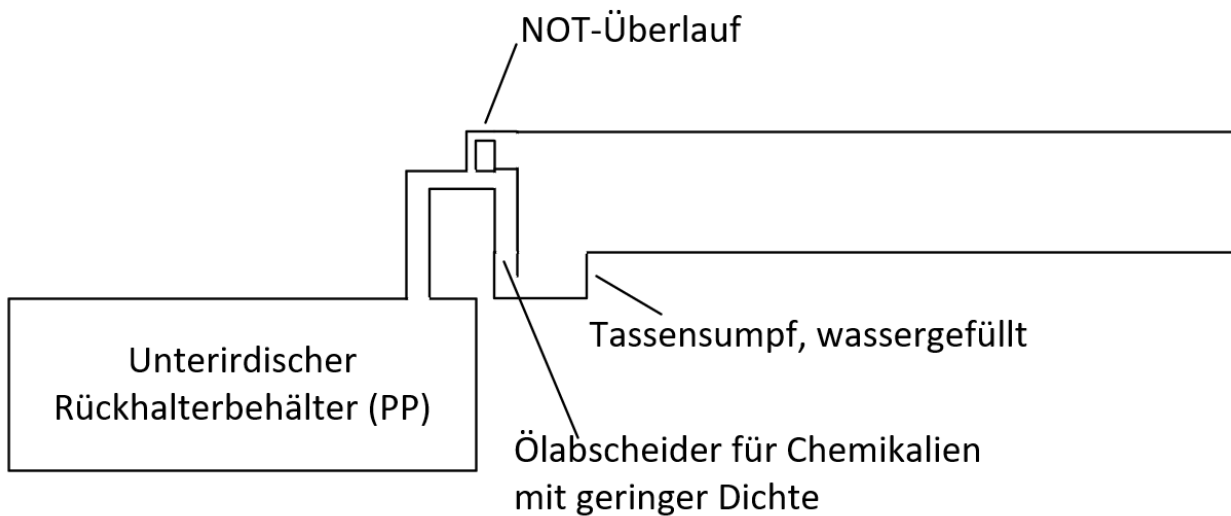 NOT-Überlauf
Unterirdischer
Rückhalterbehälter (PP)
Tassensumpf, wassergefüllt
Ölabscheider für Chemikalien
mit geringer Dichte